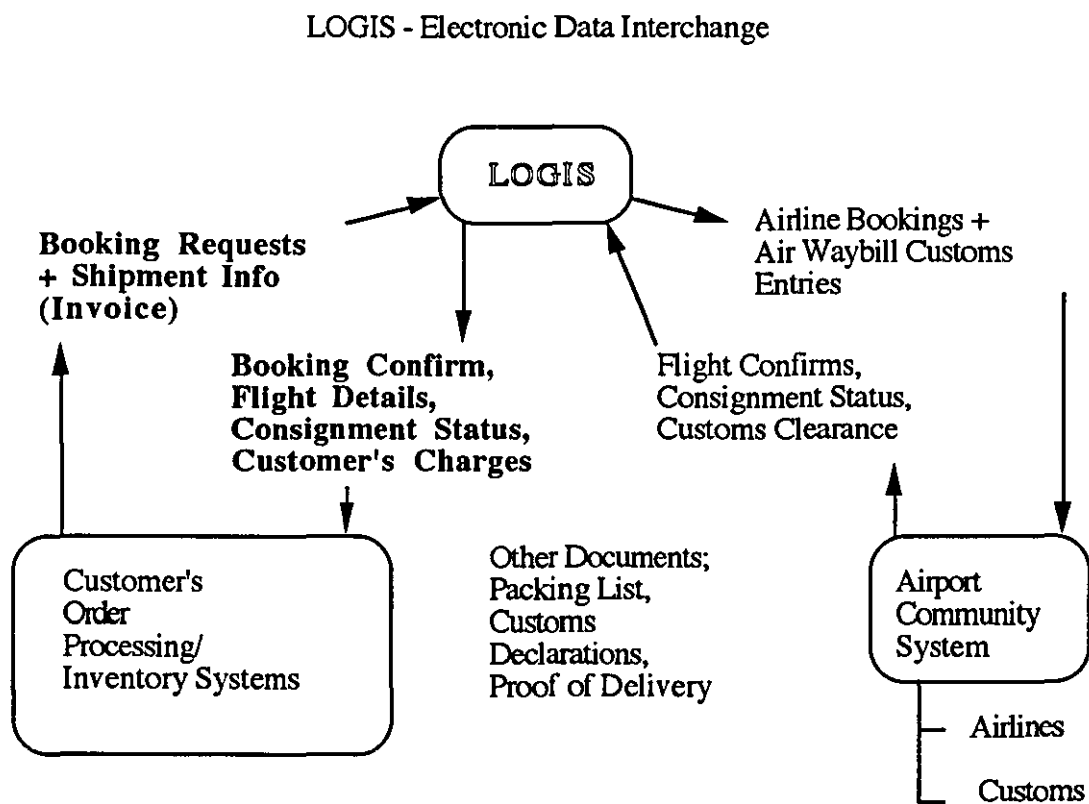 LOGIS - Electronic Data Interchange
LOGIS
Booking Requests
+ Shipment Info
(Invoice)
Airline Bookings +
Air Waybill Customs
Entries
Booking Confirm,
Flight Details,
Consignment Status,
Customer's Charges
Flight Confirms,
Consignment Status,
Customs Clearance
Customer's
Order
Processing/
Inventory Systems
Other Documents;
Packing List,
Customs
Declarations,
Proof of Delivery
Airport
Community
System
Airlines
Customs